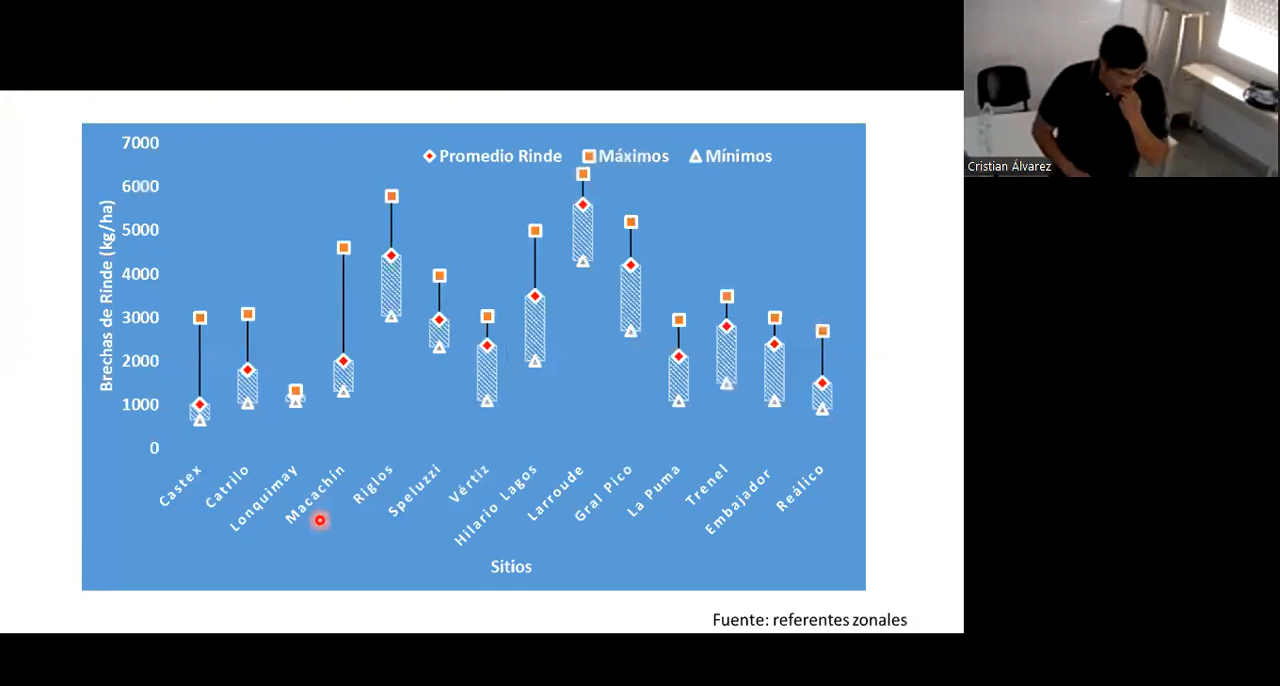 Cristian Álvarez
Promedio Rinde
Máximos
Mínimos
Brechas de Rinde (kg/ha)
7000
6000
5000
4000
3000
2000
1000
0
Castex
Catrilo
Lonquimay
Macachín
Riglos
Speluzzi
Vértiz
Hilario Lagos
Larroude
Gral Pico
La Puma
Trenel
Embajador
Reálico
Sitios
Fuente: referentes zonales